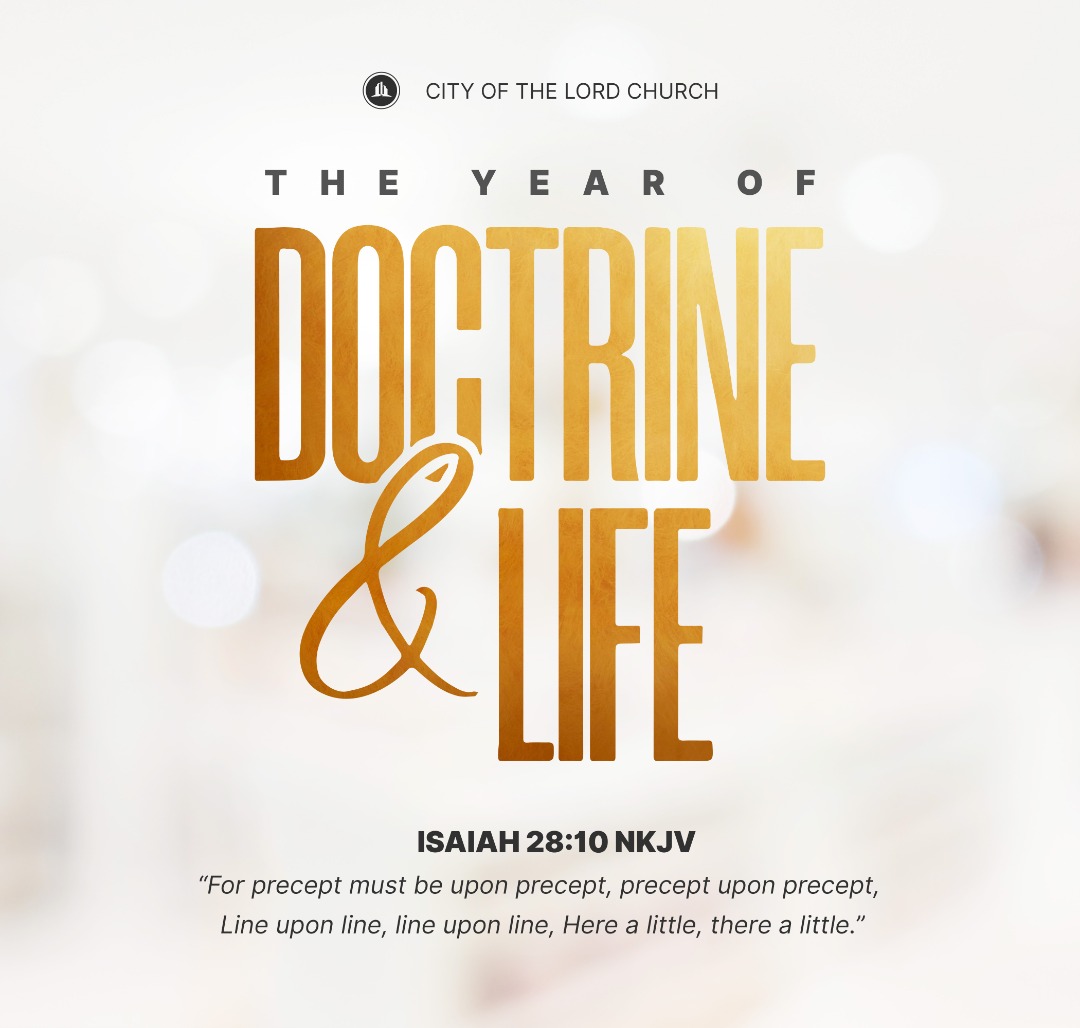 CITY OF THE LORD CHURCH
THE YEAR OF
DOCTRINE
& LIFE
ISAIAH 28:10 NKJV
“For precept must be upon precept, precept upon precept,
Line upon line, line upon line, Here a little, there a little.”